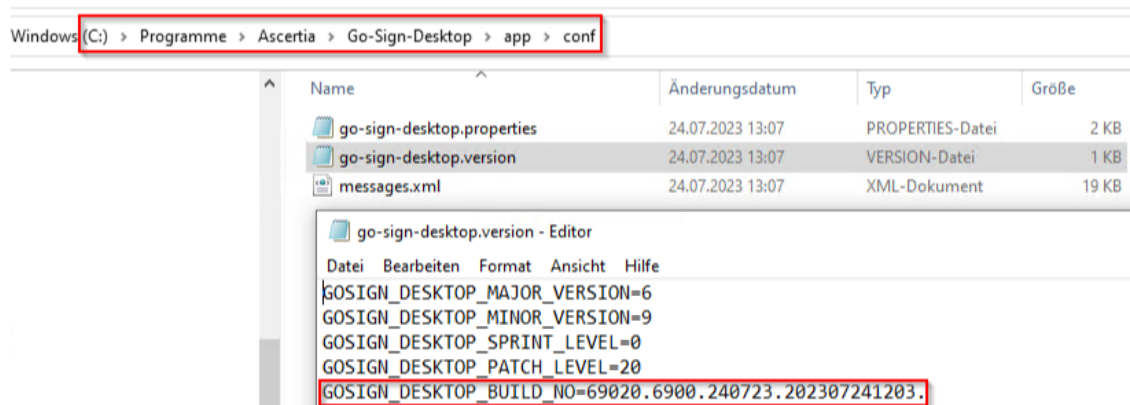 Windows (C:) > Programme > Ascertia > Go-Sign-Desktop > app > conf
Name Änderungsdatum Typ Größe
go-sign-desktop.properties 24.07.2023 13:07 PROPERTIES-Datei 2 KB
go-sign-desktop.version 24.07.2023 13:07 VERSION-Datei 1 KB
messages.xml 24.07.2023 13:07 XML-Dokument 19 KB
go-sign-desktop.version - Editor
Datei Bearbeiten Format Ansicht Hilfe
GOSIGN_DESKTOP_MAJOR_VERSION=6
GOSIGN_DESKTOP_MINOR_VERSION=9
GOSIGN_DESKTOP_SPRINT_LEVEL=0
GOSIGN_DESKTOP_PATCH_LEVEL=20
GOSIGN_DESKTOP_BUILD_NO=69020.6900.240723.202307241203.